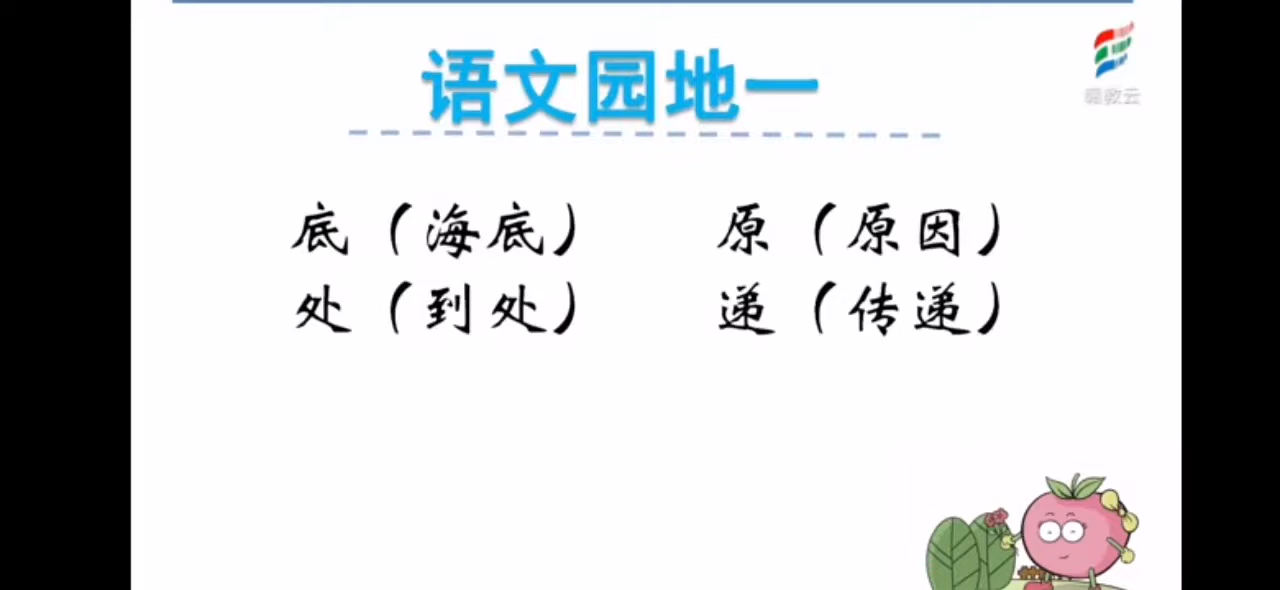 语文园地一
底（海底） 原（原因）
处（到处） 递（传递）